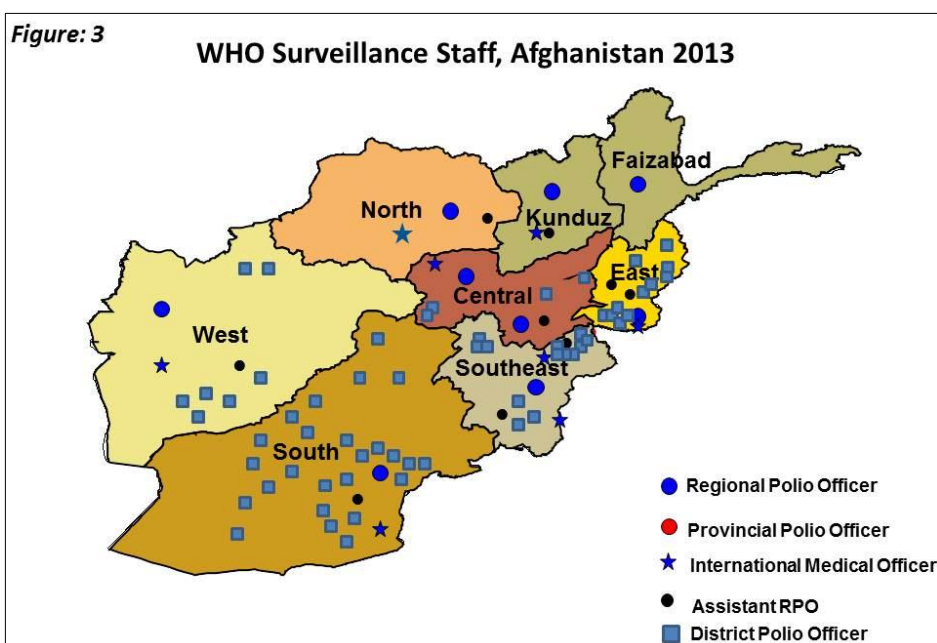 Figure: 3
WHO Surveillance Staff, Afghanistan 2013
Faizabad
North
Kunduz
East
Central
West
Southeast
South
Regional Polio Officer
Provincial Polio Officer
International Medical Officer
Assistant RPO
District Polio Officer